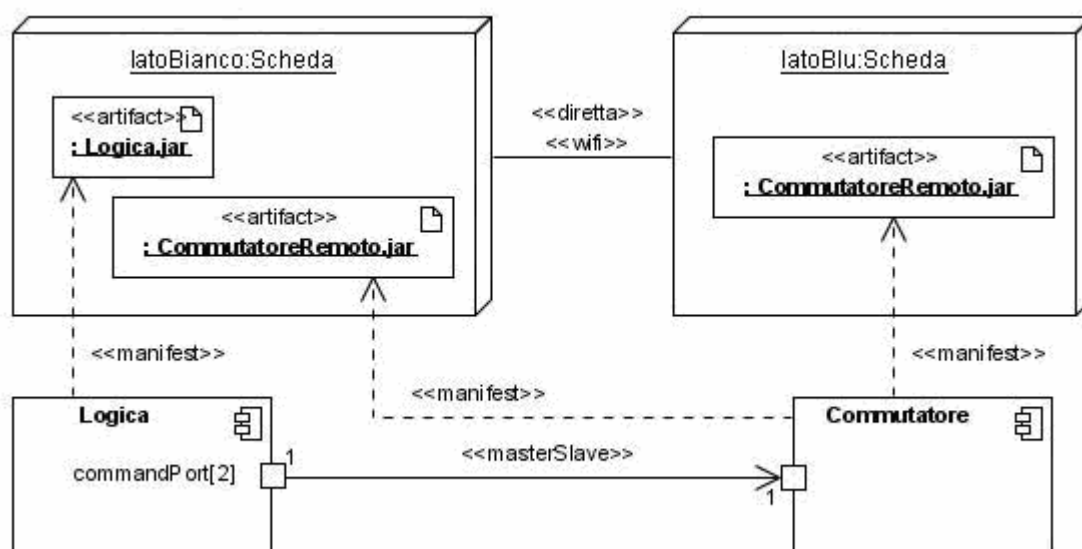 latoBianco:Scheda
<<artifact>>
: Logica.jar
<<artifact>>
: CommutatoreRemoto.jar
<<diretta>>
<<wifi>>
latoBlu:Scheda
<<artifact>>
: CommutatoreRemoto.jar
<<manifest>>
<<manifest>>
<<manifest>>
Logica
commandPort[2]
1
<<masterSlave>>
1
Commutatore